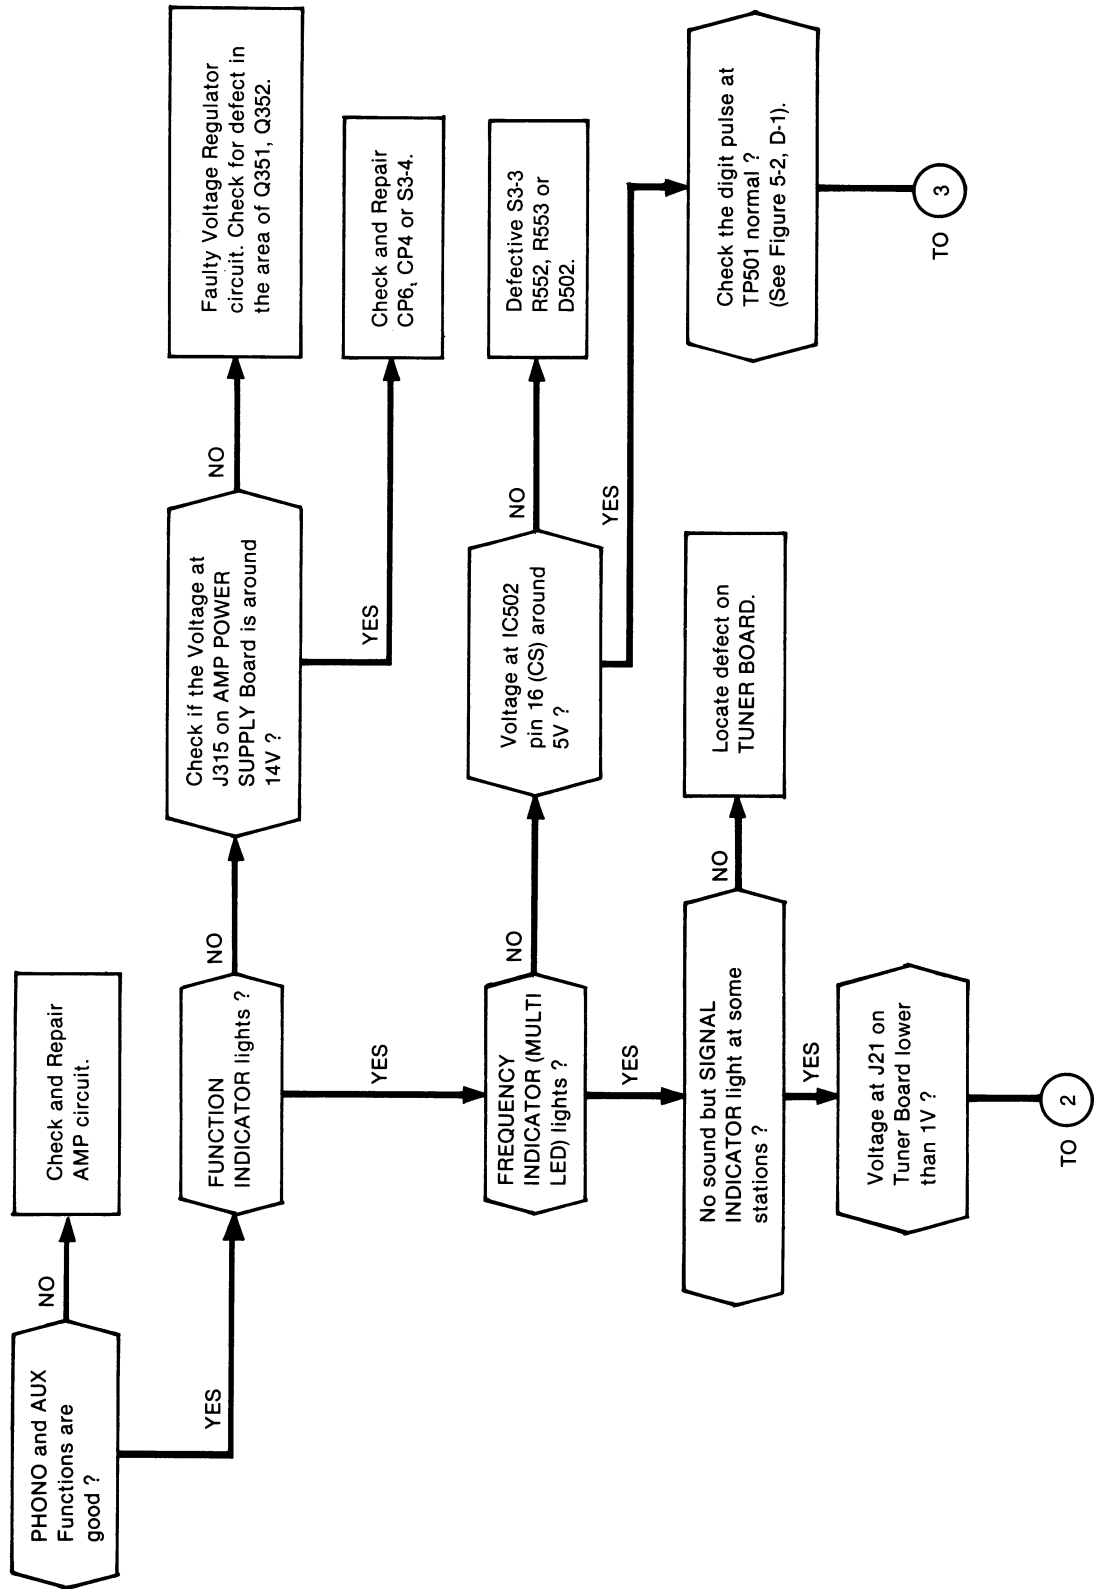 PHONO and AUX
Functions are
good ?
NO
Check and Repair
AMP circuit.
YES
FUNCTION
INDICATOR lights ?
NO
Check if the Voltage at
J315 on AMP POWER
SUPPLY Board is around
14V ?
NO
Faulty Voltage Regulator
circuit. Check for defect in
the area of Q351, Q352.
YES
Check and Repair
CP6, CP4 or S3-4.
YES
FREQUENCY
INDICATOR (MULTI
LED) lights ?
NO
Voltage at IC502
pin 16 (CS) around
5V ?
NO
Defective S3-3
R552, R553 or
D502.
YES
Check the digit pulse at
TP501 normal ?
(See Figure 5-2, D-1).
TO 3
YES
No sound but SIGNAL
INDICATOR light at some
stations ?
NO
Locate defect on
TUNER BOARD.
YES
Voltage at J21 on
Tuner Board lower
than 1V ?
TO 2